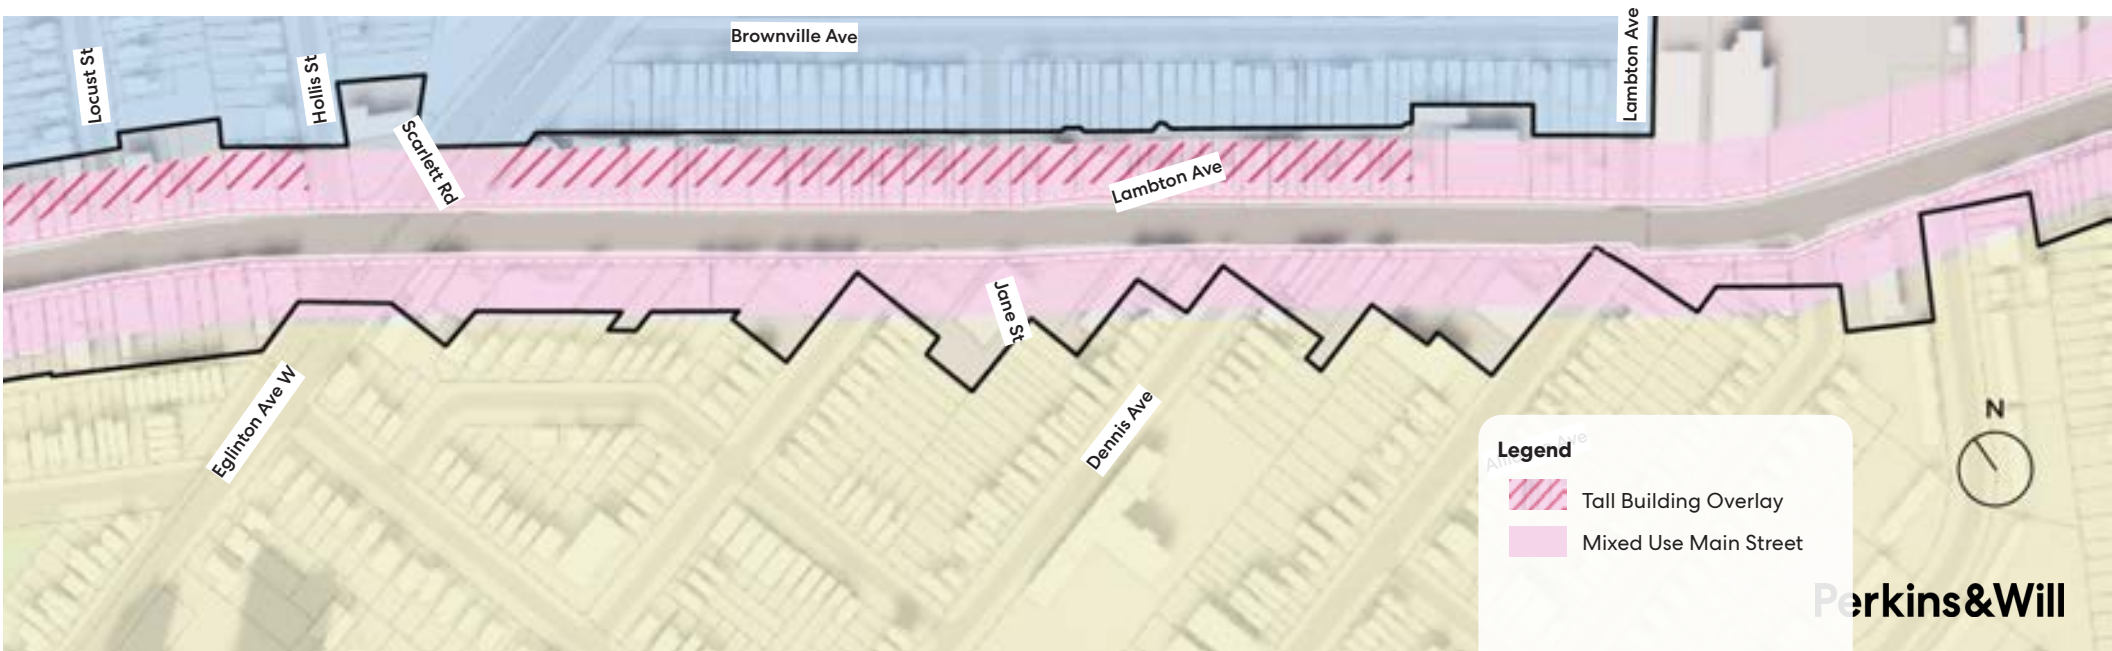 Locust St
Hollis St
Scarlett Rd
Brownville Ave
Lambton Ave
Lambton Ave
Jane St
Eglinton Ave W
Dennis Ave
N
Legend
Tall Building Overlay
Mixed Use Main Street
Perkins&Will